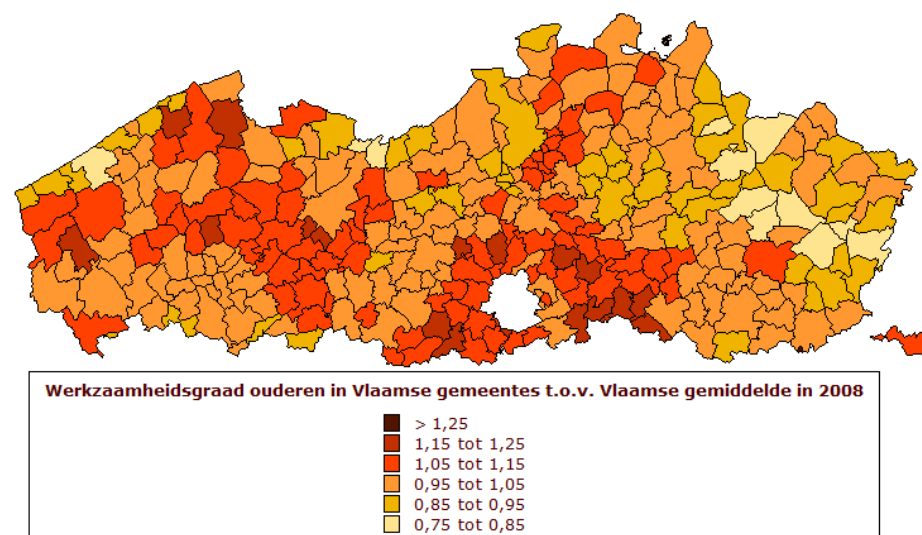 Werkzaamheidsgraad ouderen in Vlaamse gemeentes t.o.v. Vlaamse gemiddelde in 2008
> 1,25
1,15 tot 1,25
1,05 tot 1,15
0,95 tot 1,05
0,85 tot 0,95
0,75 tot 0,85